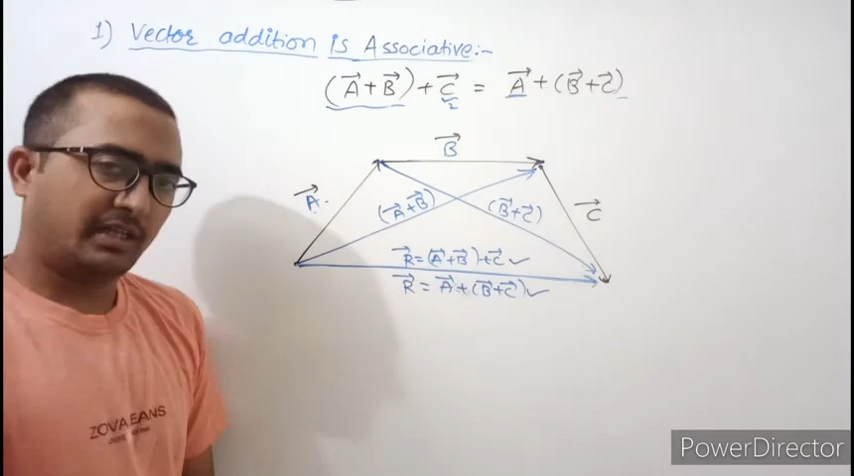 1) Vector addition is Associative:-
(A⃗+B⃗)+C⃗ = A⃗+(B⃗+C⃗)
B⃗
A⃗
(A⃗+B⃗)
(B⃗+C⃗)
C⃗
R⃗=(A⃗+B⃗)+C⃗ ✓
R⃗ = A⃗+(B⃗+C⃗) ✓
ZOVA JEANS
PowerDirector